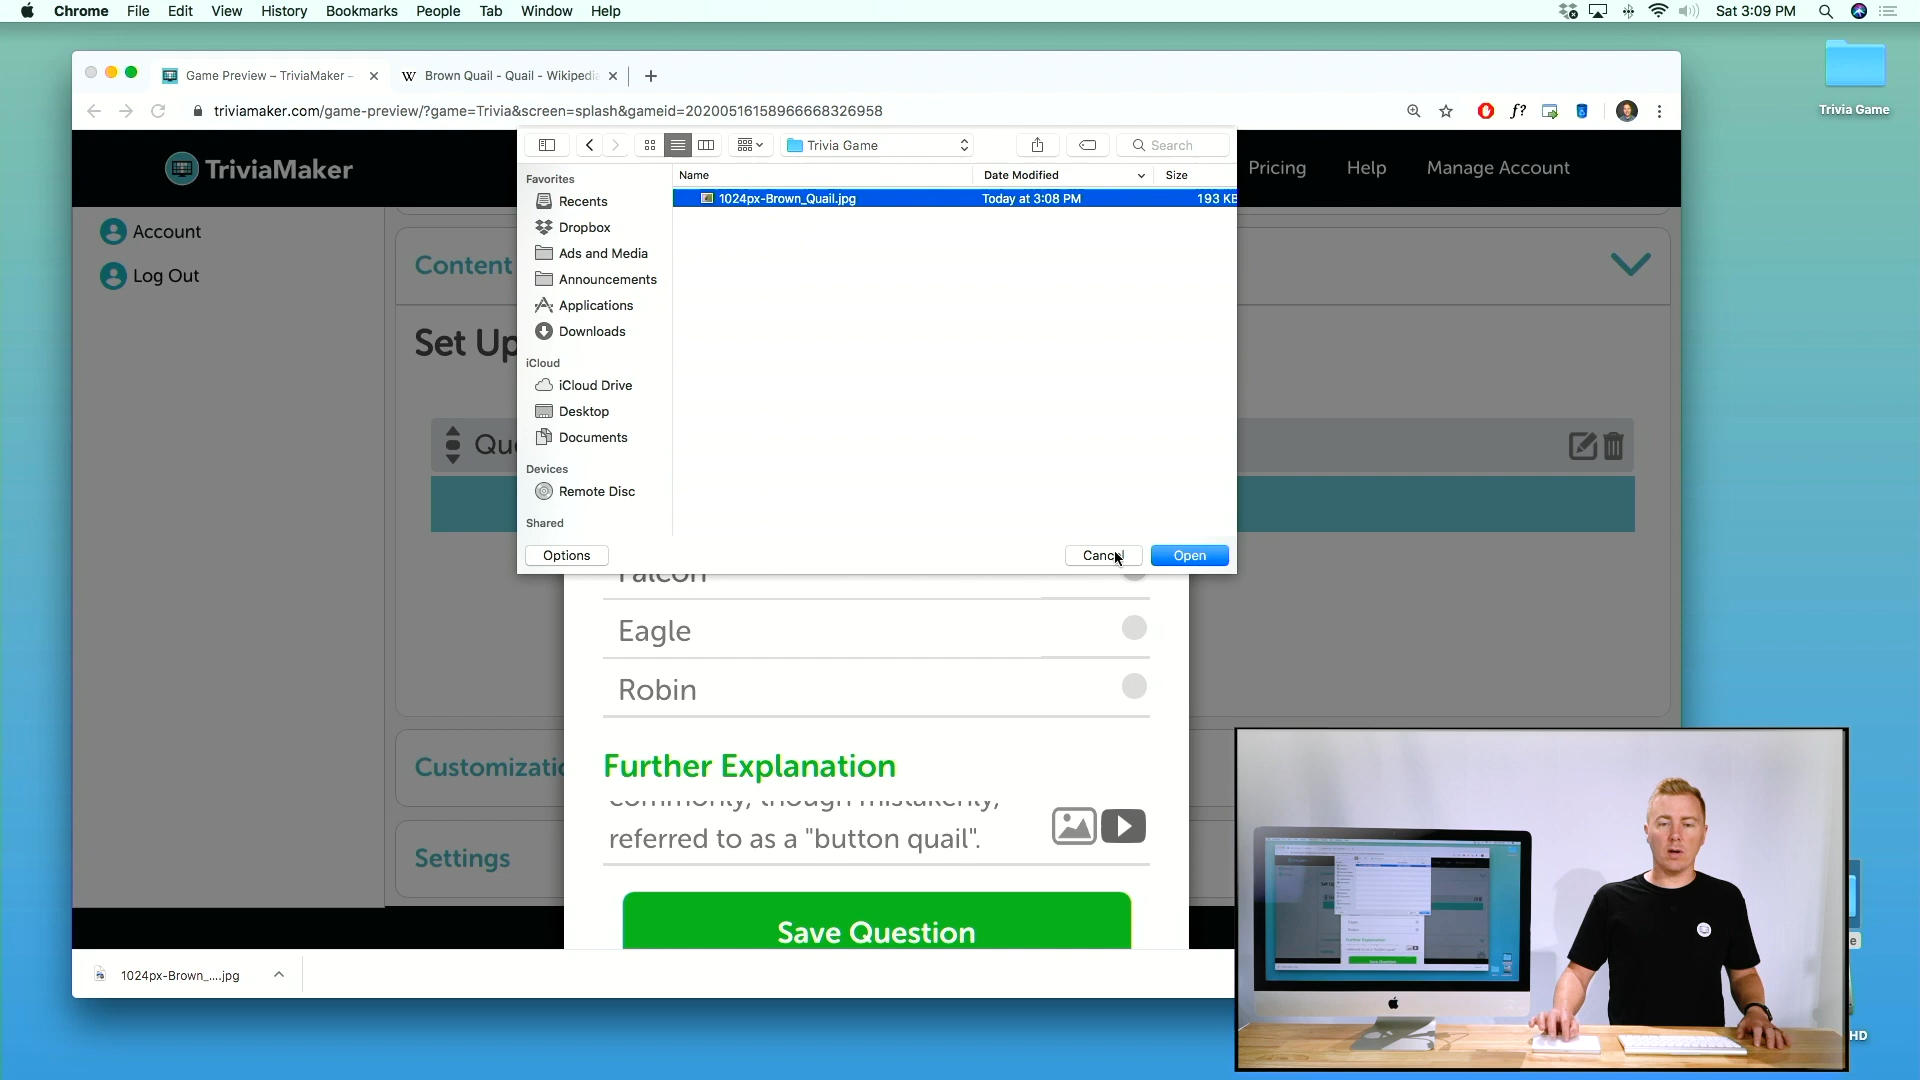 Chrome File Edit View History Bookmarks People Tab Window Help
Sat 3:09 PM
Trivia Game
Game Preview – TriviaMaker –
W Brown Quail - Quail - Wikipedia
triviamaker.com/game-preview/?game=Trivia&screen=splash&gameid=20200516158966668326958
f?
TriviaMaker
Pricing Help Manage Account
Account
Log Out
Trivia Game
Search
Name Date Modified Size
1024px-Brown_Quail.jpg Today at 3:08 PM 193 KB
Favorites
Recents
Dropbox
Ads and Media
Announcements
Applications
Downloads
iCloud
iCloud Drive
Desktop
Documents
Devices
Remote Disc
Shared
Options Cancel Open
Content
Set Up
Falcon
Eagle
Robin
Further Explanation
commonly, though mistakenly,
referred to as a "button quail".
Save Question
Settings
1024px-Brown_....jpg
HD